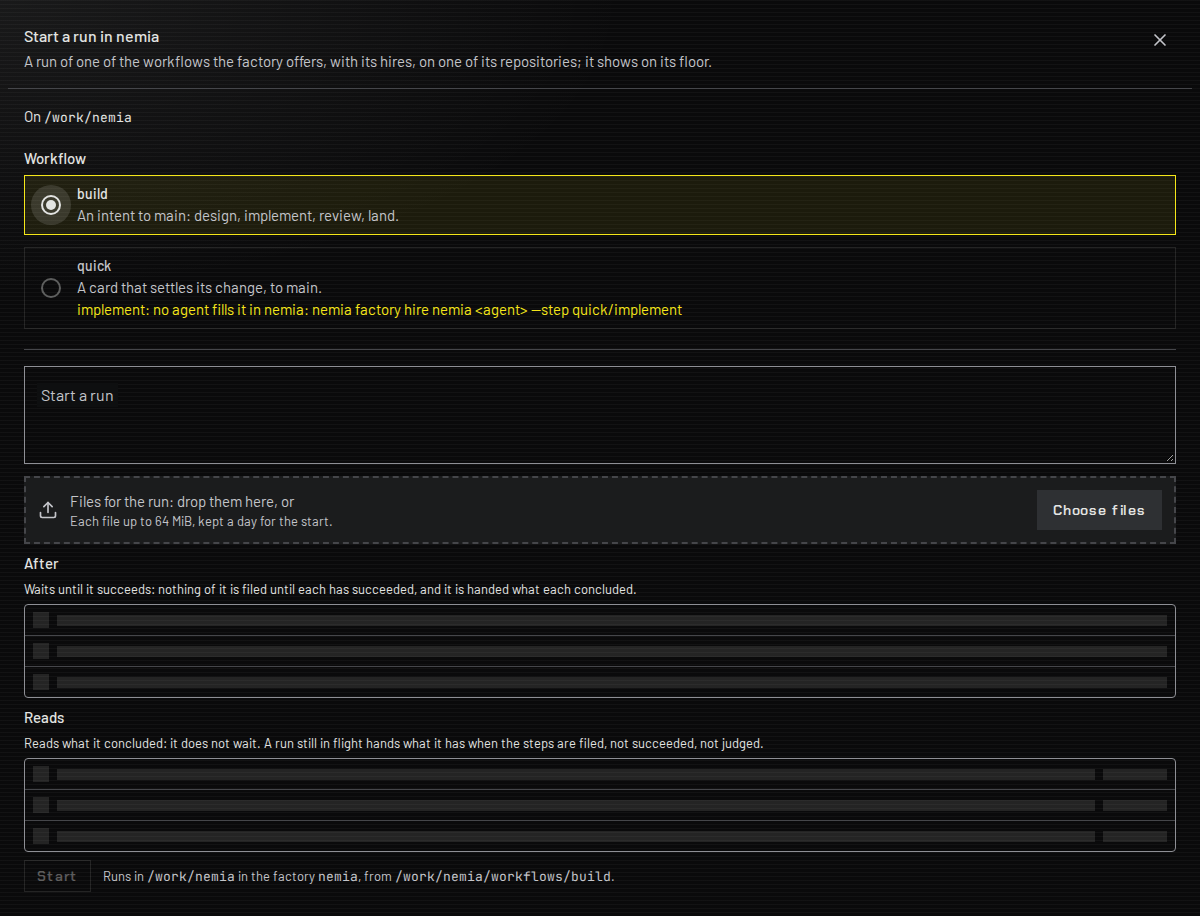 Start a run in nemia
A run of one of the workflows the factory offers, with its hires, on one of its repositories; it shows on its floor.
On /work/nemia
Workflow
build
An intent to main: design, implement, review, land.
quick
A card that settles its change, to main.
implement: no agent fills it in nemia: nemia factory hire nemia <agent> —step quick/implement
Start a run
Files for the run: drop them here, or
Each file up to 64 MiB, kept a day for the start.
Choose files
After
Waits until it succeeds: nothing of it is filed until each has succeeded, and it is handed what each concluded.
Reads
Reads what it concluded: it does not wait. A run still in flight hands what it has when the steps are filed, not succeeded, not judged.
Start
Runs in /work/nemia in the factory nemia, from /work/nemia/workflows/build.